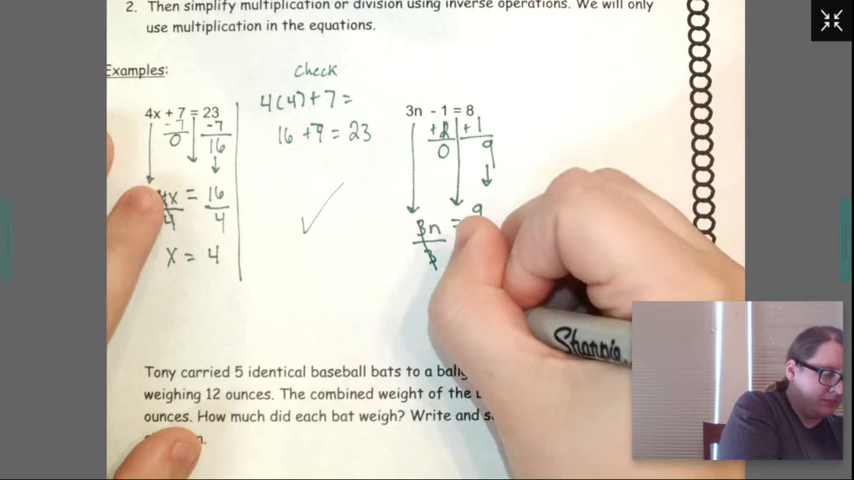 2. Then simplify multiplication or division using inverse operations. We will only
use multiplication in the equations.
Examples:
check
4(4)+7=
16 +7 = 23
4x + 7 = 23
-7 -7
0 16
4x = 16
4 4
x = 4
3n - 1 = 8
+1 +1
0 9
3n = 9
3
Tony carried 5 identical baseball bats to a
weighing 12 ounces. The combined weight of the
ounces. How much did each bat weigh? Write and
Sharpie